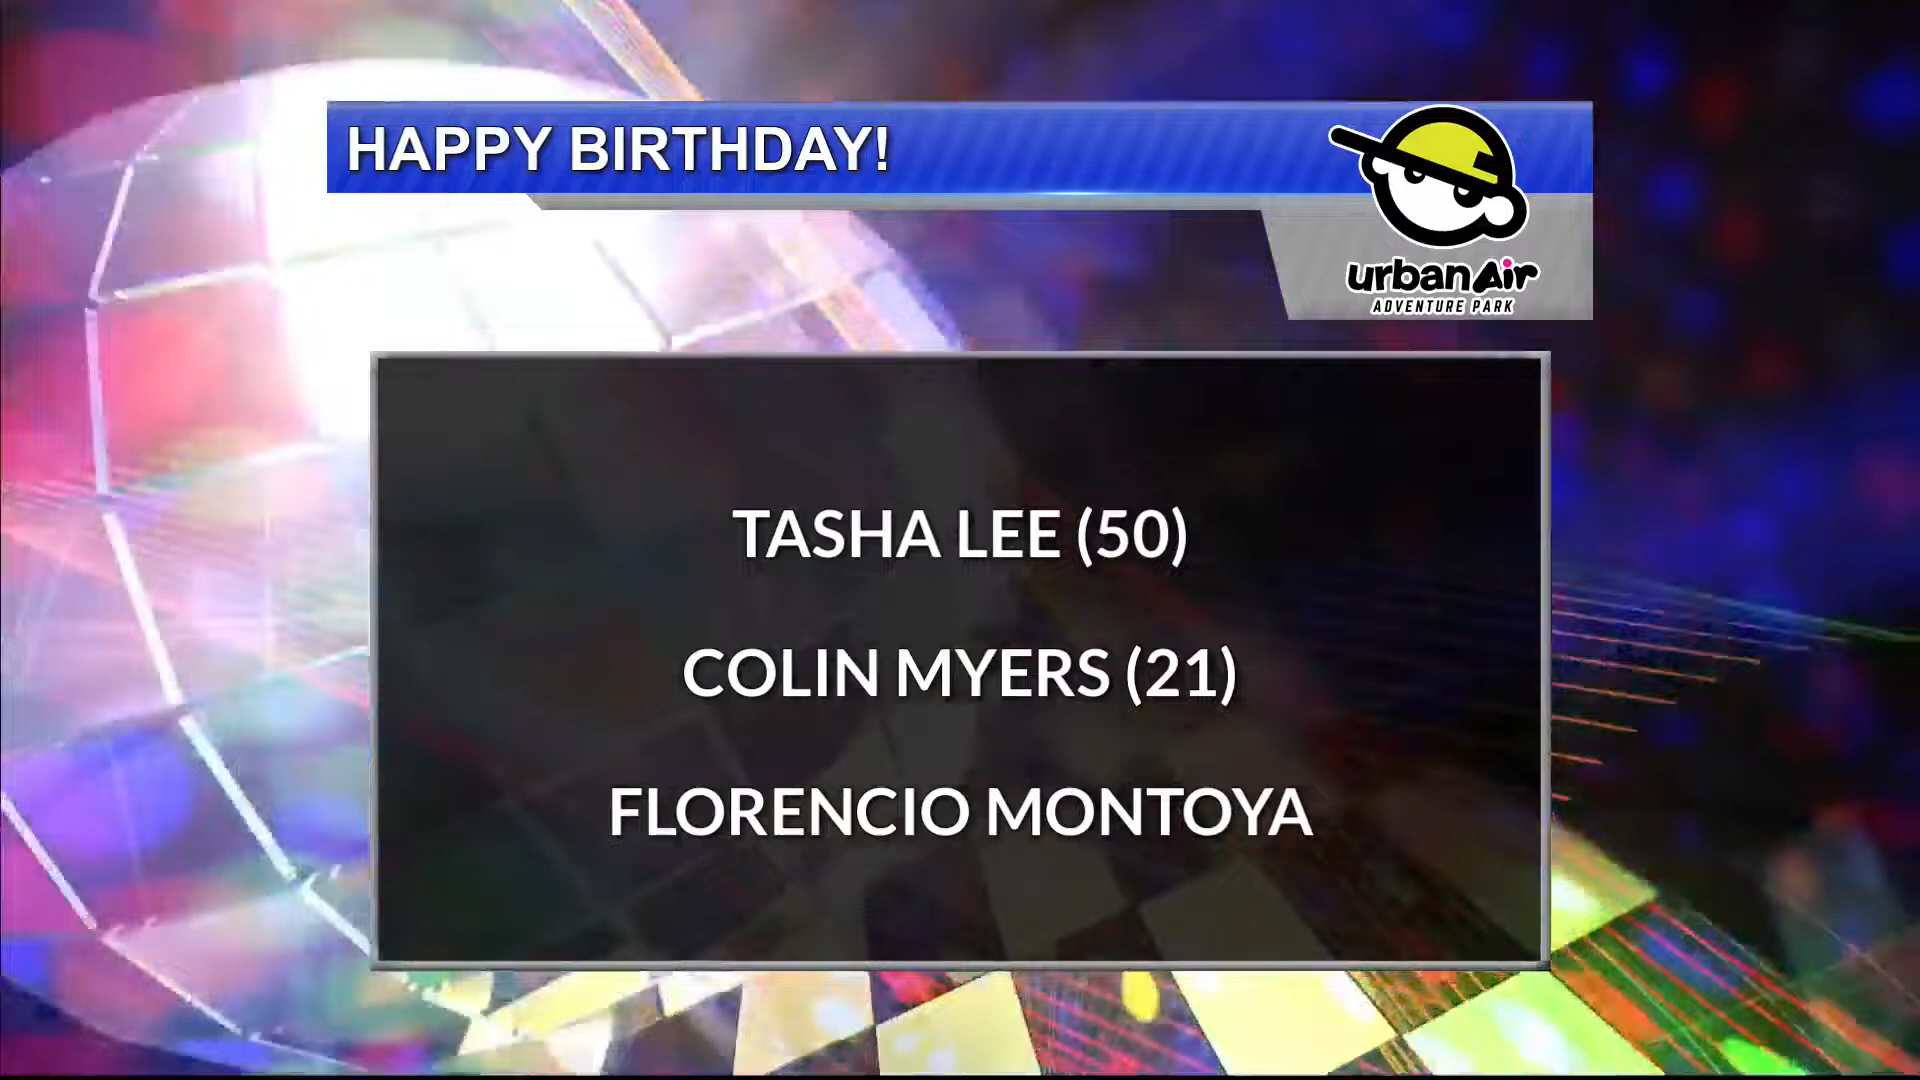 HAPPY BIRTHDAY!
urban Air
ADVENTURE PARK
TASHA LEE (50)
COLIN MYERS (21)
FLORENCIO MONTOYA